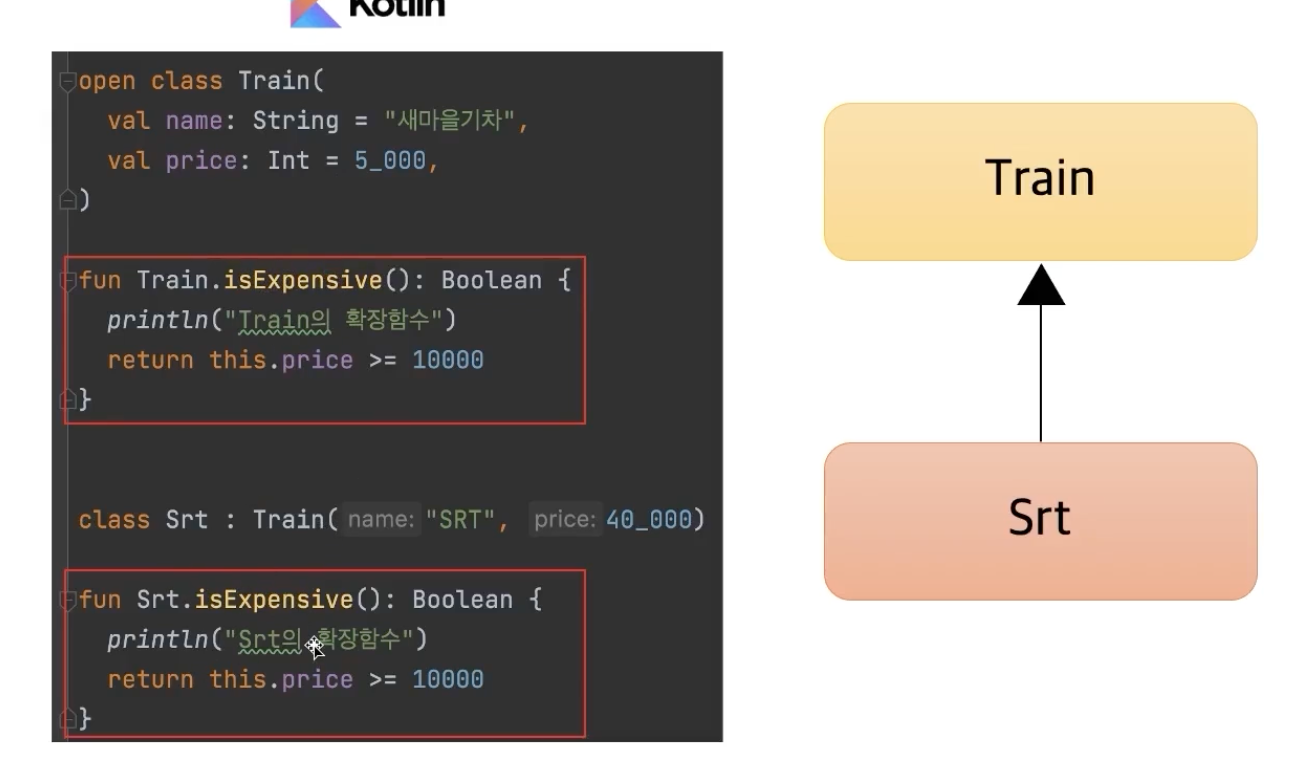 Kotlin
open class Train(
val name: String = "새마을기차",
val price: Int = 5_000,
)
fun Train.isExpensive(): Boolean {
println("Train의 확장함수")
return this.price >= 10000
}
class Srt : Train( name: "SRT", price: 40_000)
fun Srt.isExpensive(): Boolean {
println("Srt의 확장함수")
return this.price >= 10000
}
Train
Srt